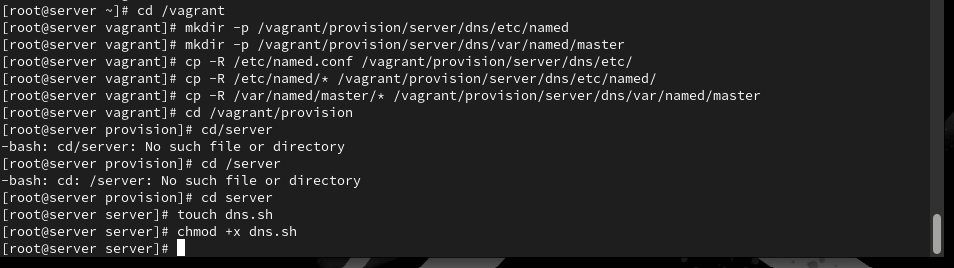 [root@server ~]# cd /vagrant
[root@server vagrant]# mkdir -p /vagrant/provision/server/dns/etc/named
[root@server vagrant]# mkdir -p /vagrant/provision/server/dns/var/named/master
[root@server vagrant]# cp -R /etc/named.conf /vagrant/provision/server/dns/etc/
[root@server vagrant]# cp -R /etc/named/* /vagrant/provision/server/dns/etc/named/
[root@server vagrant]# cp -R /var/named/master/* /vagrant/provision/server/dns/var/named/master
[root@server vagrant]# cd /vagrant/provision
[root@server provision]# cd/server
-bash: cd/server: No such file or directory
[root@server provision]# cd /server
-bash: cd: /server: No such file or directory
[root@server provision]# cd server
[root@server server]# touch dns.sh
[root@server server]# chmod +x dns.sh
[root@server server]#